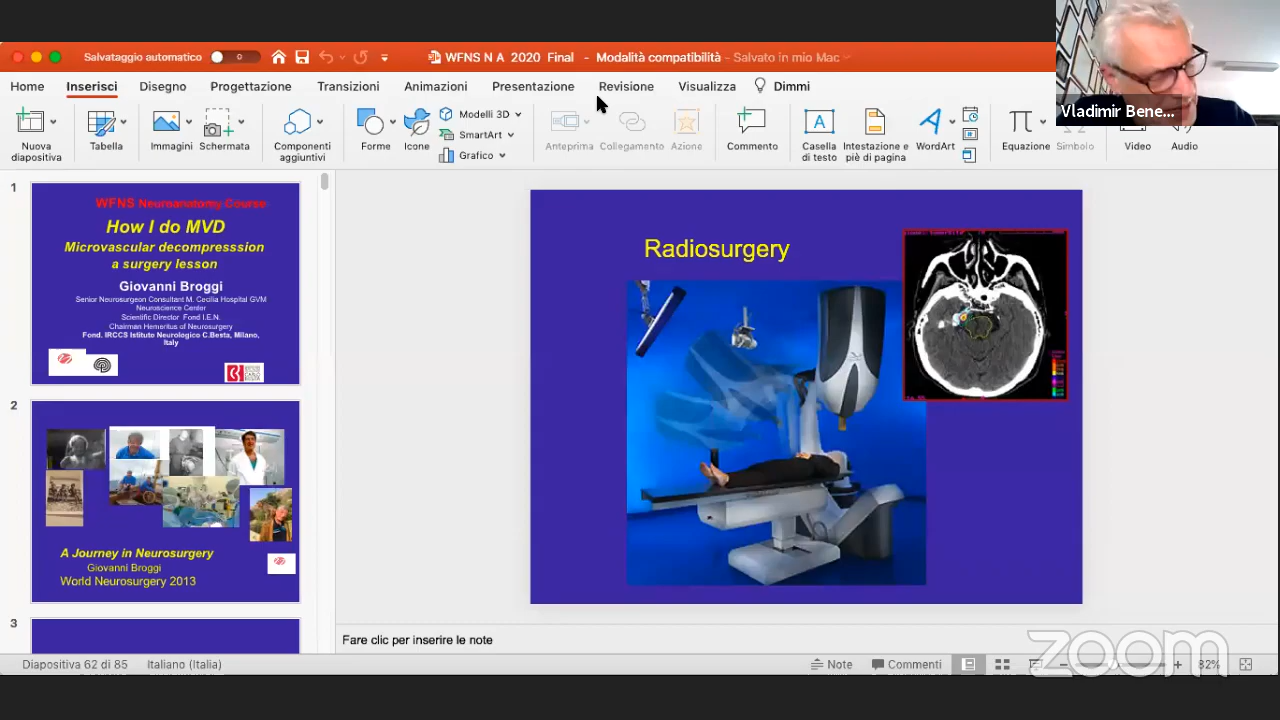 Salvataggio automatico
WFNS N A 2020 Final - Modalità compatibilità - Salvato in mio Mac
Vladimir Bene...
Home Inserisci Disegno Progettazione Transizioni Animazioni Presentazione Revisione Visualizza Dimmi
Nuova diapositiva
Tabella
Immagini
Schermata
Componenti aggiuntivi
Forme
Icone
Modelli 3D
SmartArt
Grafico
Anteprima
Collegamento
Azione
Commento
Casella di testo
Intestazione e piè di pagina
WordArt
Equazione
Simbolo
Video
Audio
1
WFNS Neuroanatomy Course
How I do MVD
Microvascular decompresssion
a surgery lesson
Giovanni Broggi
Senior Neurosurgeon Consultant M. Cecilia Hospital GVM
Neuroscience Center
Scientific Director Fond I.E.N.
Chairman Hemeritus of Neurosurgery
Fond. IRCCS Istituto Neurologico C.Besta, Milano,
Italy
2
A Journey in Neurosurgery
Giovanni Broggi
World Neurosurgery 2013
3
Radiosurgery
Fare clic per inserire le note
Diapositiva 62 di 85 Italiano (Italia) Note Commenti 82%
zoom